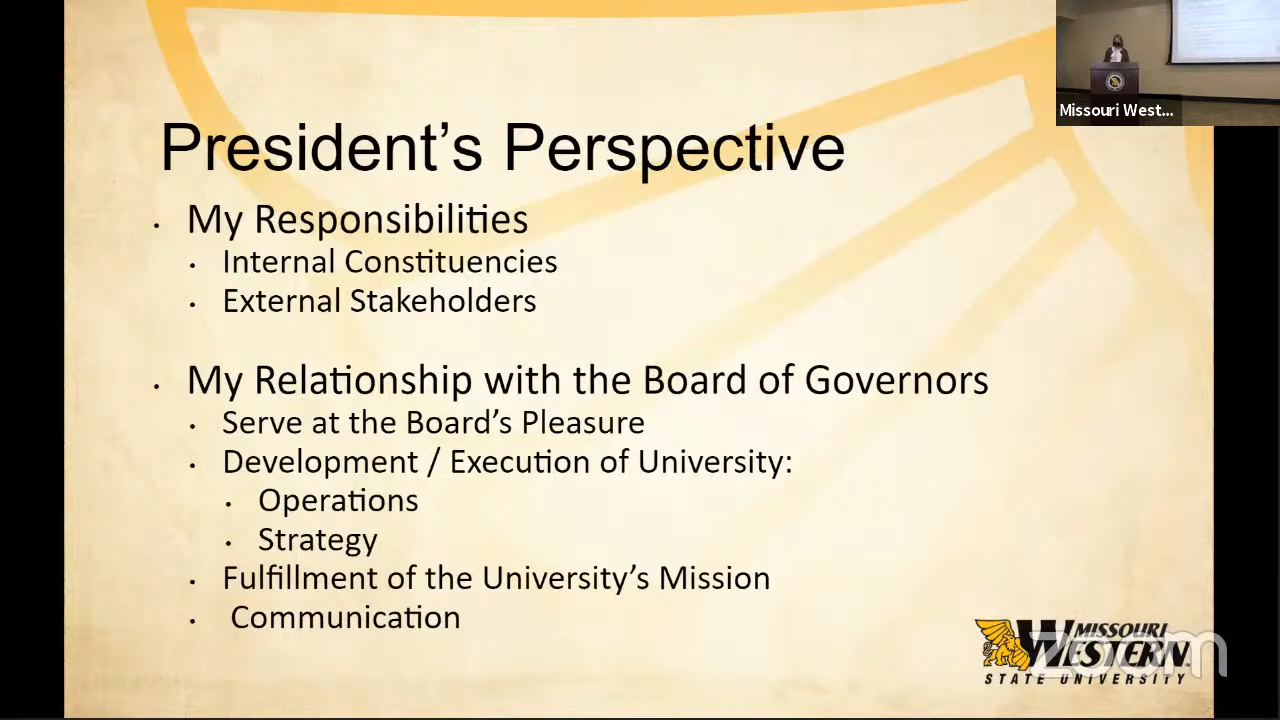 Missouri West...
President’s Perspective
• My Responsibilities
• Internal Constituencies
• External Stakeholders
• My Relationship with the Board of Governors
• Serve at the Board’s Pleasure
• Development / Execution of University:
• Operations
• Strategy
• Fulfillment of the University’s Mission
• Communication
MISSOURI
WESTERN
STATE UNIVERSITY
zoom